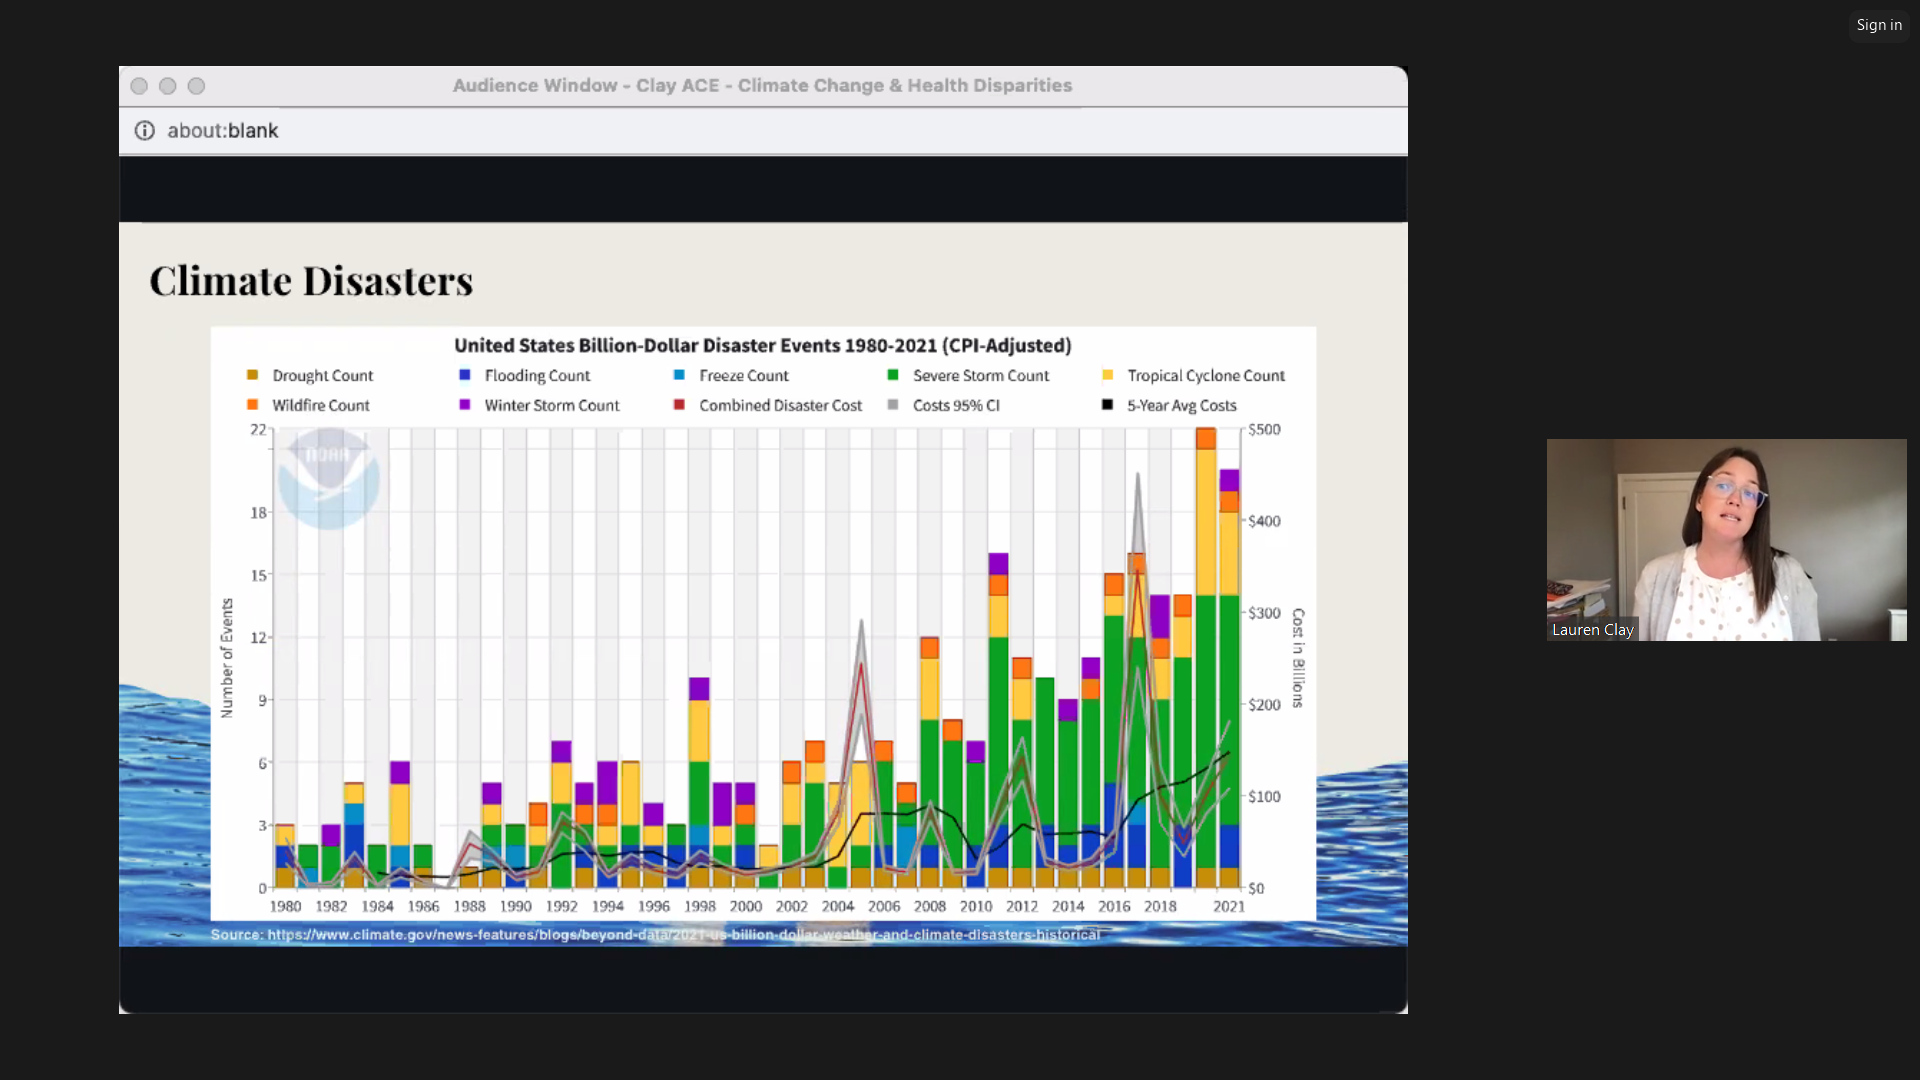 Sign in
Audience Window - Clay ACE - Climate Change & Health Disparities
about:blank
Climate Disasters
United States Billion-Dollar Disaster Events 1980-2021 (CPI-Adjusted)
Drought Count
Flooding Count
Freeze Count
Severe Storm Count
Tropical Cyclone Count
Wildfire Count
Winter Storm Count
Combined Disaster Cost
Costs 95% CI
5-Year Avg Costs
NOAA
Number of Events
22
18
15
12
9
6
3
0
$500
$400
$300
$200
$100
$0
Cost in Billions
1980 1982 1984 1986 1988 1990 1992 1994 1996 1998 2000 2002 2004 2006 2008 2010 2012 2014 2016 2018 2021
Source: https://www.climate.gov/news-features/blogs/beyond-data/2021-us-billion-dollar-weather-and-climate-disasters-historical
Lauren Clay